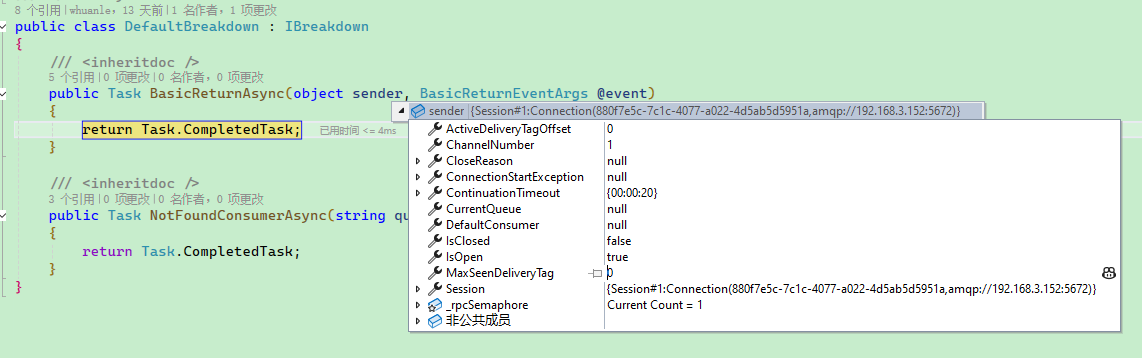 8 个引用|whuanle，13 天前|1 名作者，1 项更改
public class DefaultBreakdown : IBreakdown
{
/// <inheritdoc />
5 个引用|0 项更改|0 名作者，0 项更改
public Task BasicReturnAsync(object sender, BasicReturnEventArgs @event)
{
sender {Session#1:Connection(880f7e5c-7c1c-4077-a022-4d5ab5d5951a,amqp://192.168.3.152:5672)}
return Task.CompletedTask; 已用时间 <= 4ms
}
/// <inheritdoc />
3 个引用|0 项更改|0 名作者，0 项更改
public Task NotFoundConsumerAsync(string qu
{
return Task.CompletedTask;
}
}
ActiveDeliveryTagOffset 0
ChannelNumber 1
CloseReason null
ConnectionStartException null
ContinuationTimeout {00:00:20}
CurrentQueue null
DefaultConsumer null
IsClosed false
IsOpen true
MaxSeenDeliveryTag 0
Session {Session#1:Connection(880f7e5c-7c1c-4077-a022-4d5ab5d5951a,amqp://192.168.3.152:5672)}
_rpcSemaphore Current Count = 1
非公共成员